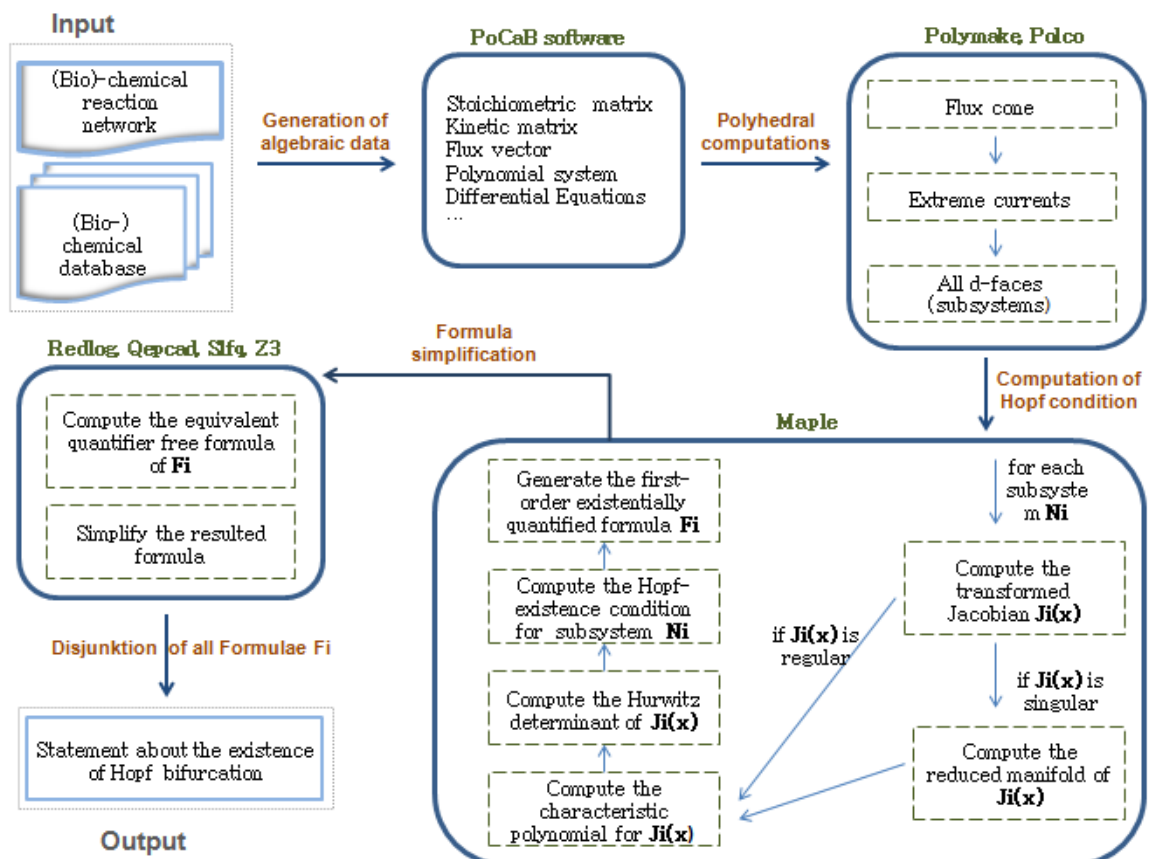 Input
(Bio)-chemical
reaction
network
(Bio-)
chemical
database
Generation of
algebraic data
PoCaB software
Stoichiometric matrix
Kinetic matrix
Flux vector
Polynomial system
Differential Equations
...
Polyhedral
computations
Polymake, Polco
Flux cone
Extreme currents
All d-faces
(subsystems)
Computation of
Hopf condition
Maple
for each
subsyste
m Ni
Compute the
transformed
Jacobian Ji(x)
if Ji(x) is
singular
Compute the
reduced manifold of
Ji(x)
if Ji(x) is
regular
Compute the
characteristic
polynomial for Ji(x)
Compute the Hurwitz
determinant of Ji(x)
Compute the Hopf-
existence condition
for subsystem Ni
Generate the first-
order existentially
quantified formula Fi
Formula
simplification
Redlog, Qepcad, Slfq, Z3
Compute the equivalent
quantifier free formula
of Fi
Simplify the resulted
formula
Disjunktion of all Formulae Fi
Statement about the existence
of Hopf bifurcation
Output